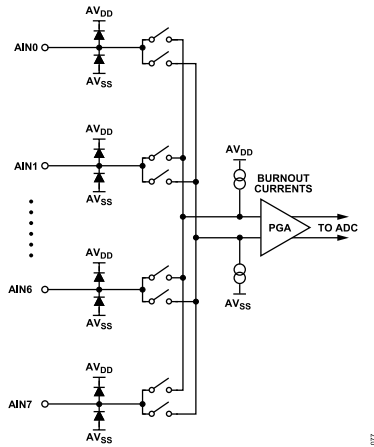 AVDD
AIN0
AVSS
AVDD
AIN1
AVSS
AVDD
BURNOUT
CURRENTS
PGA
TO ADC
AVSS
AVDD
AIN6
AVSS
AVDD
AIN7
AVSS
077